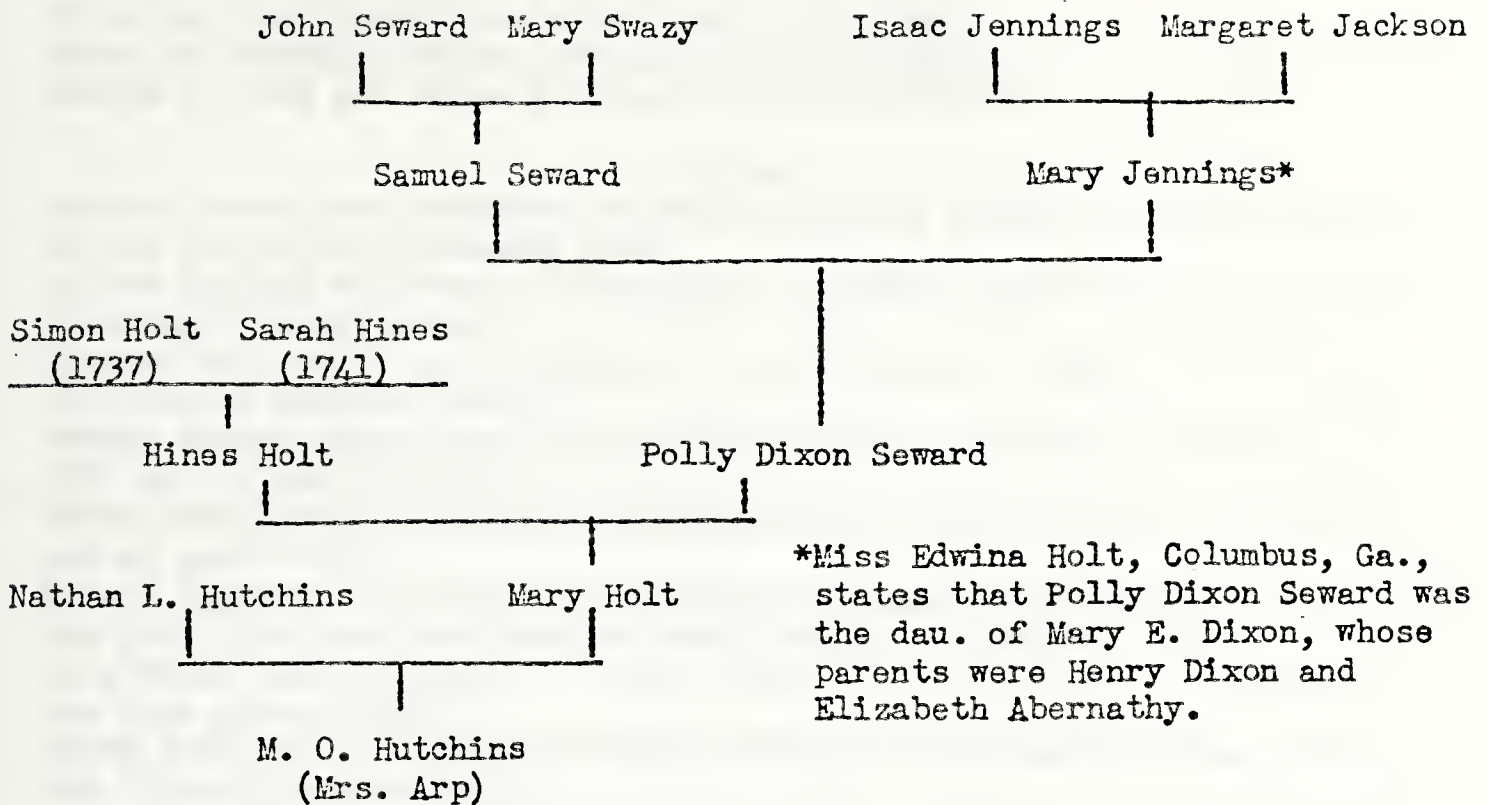 John Seward Mary Swazy Isaac Jennings Margaret Jackson
Samuel Seward Mary Jennings*
Simon Holt Sarah Hines
(1737) (1741)
Hines Holt Polly Dixon Seward
*Miss Edwina Holt, Columbus, Ga.,
states that Polly Dixon Seward was
the dau. of Mary E. Dixon, whose
parents were Henry Dixon and
Elizabeth Abernathy.
Nathan L. Hutchins Mary Holt
M. O. Hutchins
(Mrs. Arp)